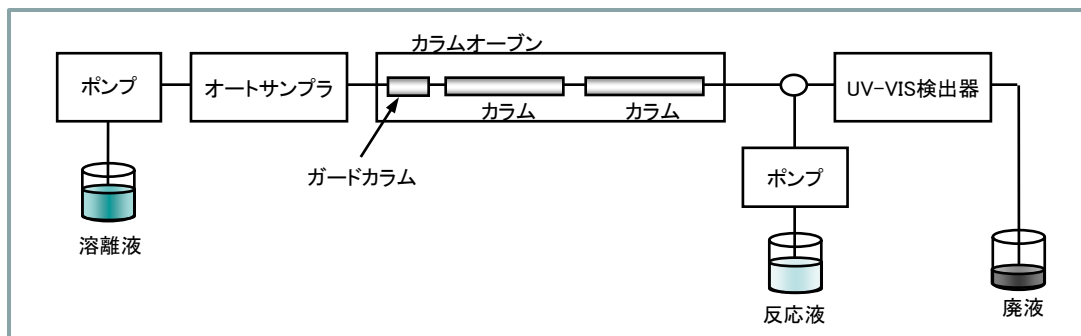 カラムオーブン
ポンプ
オートサンプラ
カラム
カラム
UV-VIS検出器
ガードカラム
ポンプ
溶離液
反応液
廃液